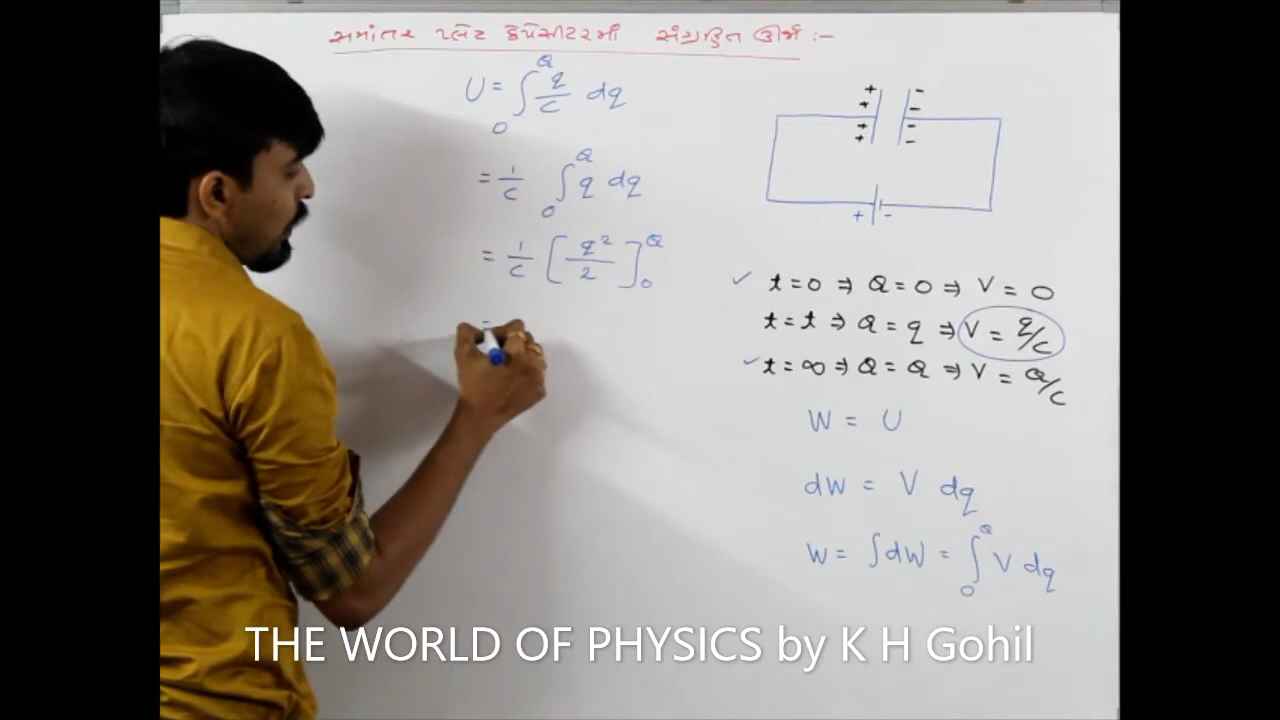 સમાંતર પ્લેટ કેપેસીટરમાં સંગ્રહિત ઊર્જા :-
U = ∫₀^Q q/C dq
= 1/C ∫₀^Q q dq
= 1/C [q²/2]₀^Q
=
+ -
+ -
+ -
+ -
+ -
✓ t = 0 ⇒ Q = 0 ⇒ V = 0
t = t ⇒ Q = q ⇒ V = q/C
✓ t = ∞ ⇒ Q = Q ⇒ V = Q/C
W = U
dW = V dq
W = ∫dW = ∫₀^Q V dq
THE WORLD OF PHYSICS by K H Gohil